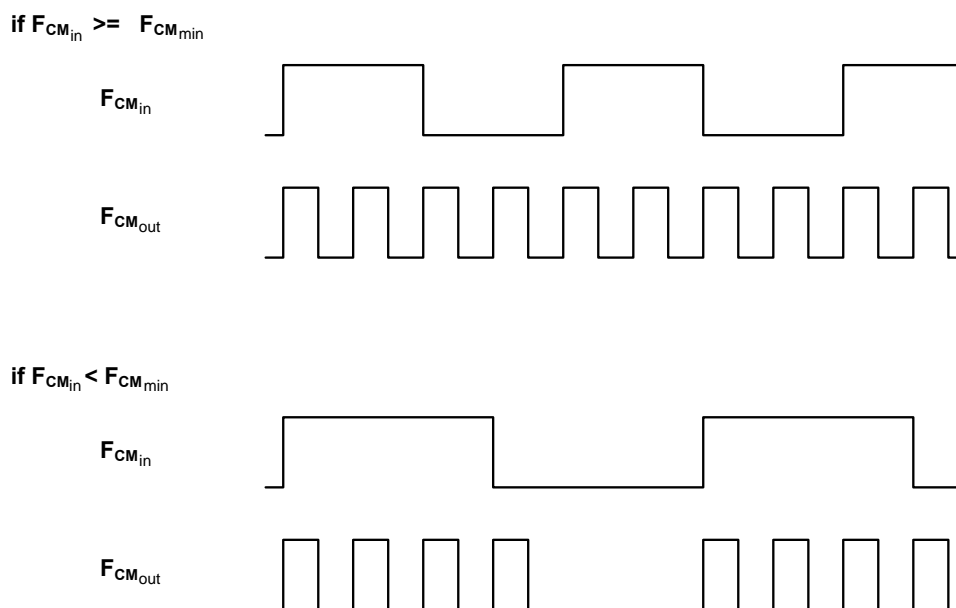 if FCMin >= FCMmin
FCMin
FCMout
if FCMin < FCMmin
FCMin
FCMout